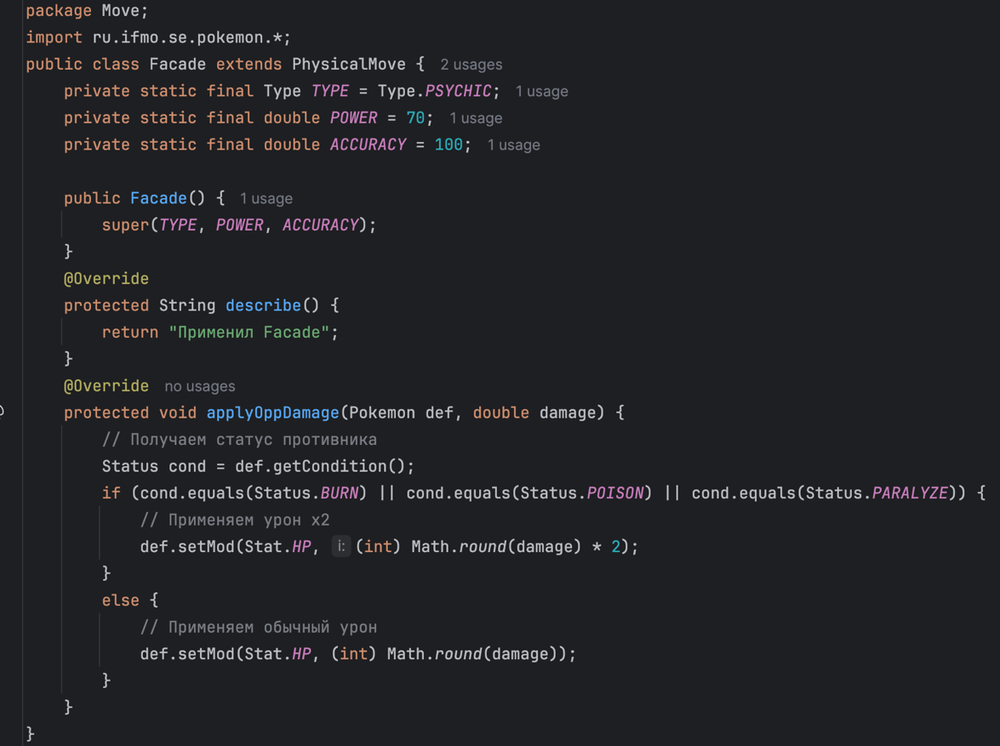 package Move;
import ru.ifmo.se.pokemon.*;
public class Facade extends PhysicalMove {  2 usages
    private static final Type TYPE = Type.PSYCHIC;  1 usage
    private static final double POWER = 70;  1 usage
    private static final double ACCURACY = 100;  1 usage

    public Facade() {  1 usage
        super(TYPE, POWER, ACCURACY);
    }
    @Override
    protected String describe() {
        return "Применил Facade";
    }
    @Override  no usages
    protected void applyOppDamage(Pokemon def, double damage) {
        // Получаем статус противника
        Status cond = def.getCondition();
        if (cond.equals(Status.BURN) || cond.equals(Status.POISON) || cond.equals(Status.PARALYZE)) {
            // Применяем урон x2
            def.setMod(Stat.HP, i: (int) Math.round(damage) * 2);
        }
        else {
            // Применяем обычный урон
            def.setMod(Stat.HP, (int) Math.round(damage));
        }
    }
}